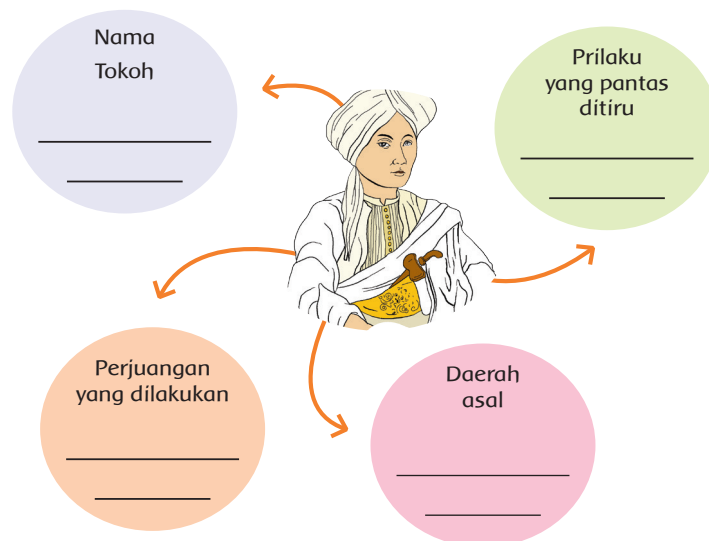 Nama
Tokoh
Prilaku
yang pantas
ditiru
Perjuangan
yang dilakukan
Daerah
asal